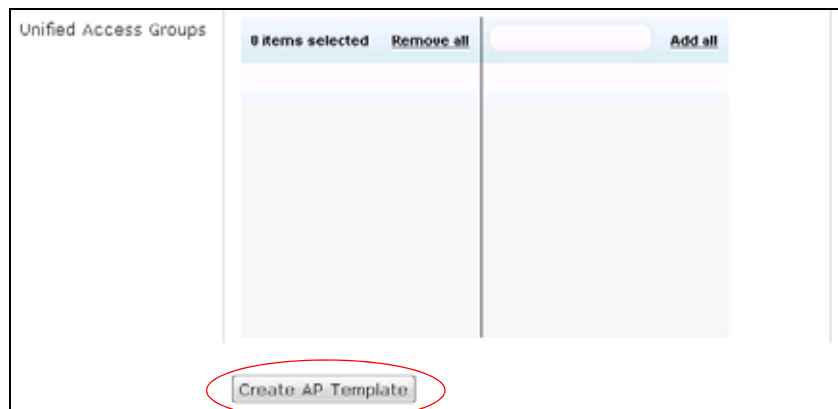 Unified Access Groups
0 items selected Remove all Add all
Create AP Template